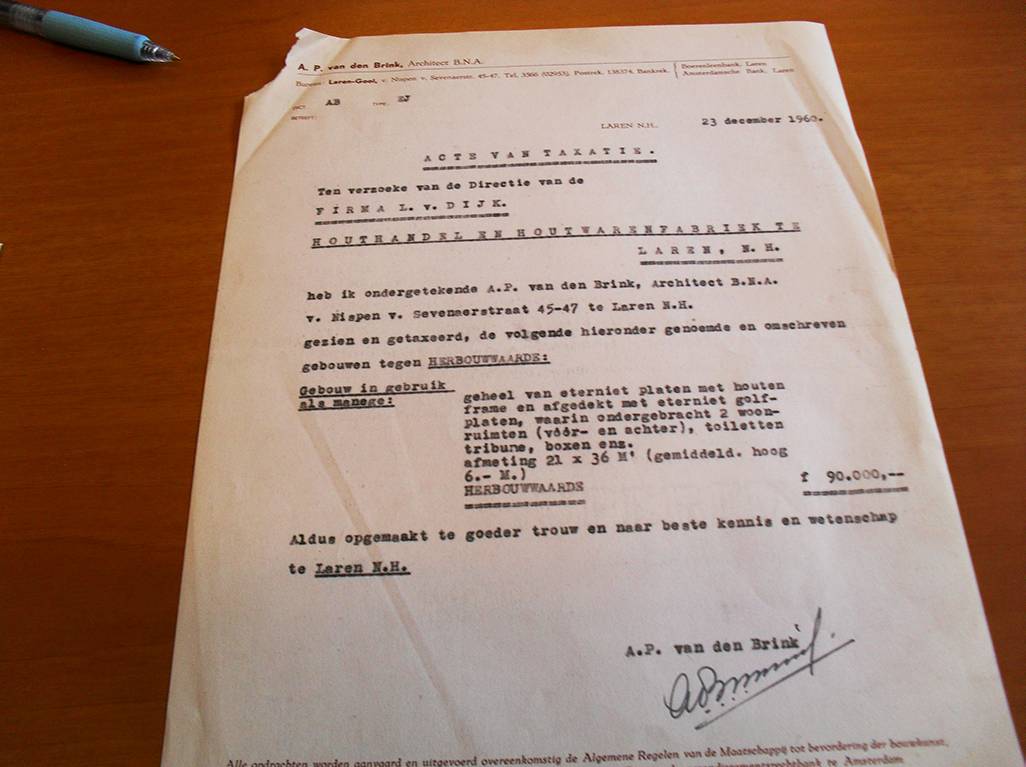 A. P. van den Brink, Architect B.N.A.
Bureau: Laren-Gooi, v. Nispen v. Sevenaerstr. 45-47. Tel. 3566 (02953). Postrek. 138374. Bankrek. Boerenleenbank, Laren
Amsterdamsche Bank, Laren
DICT. AB TYPE: EJ
BETREFT:
LAREN N.H., 23 december 1960.
ACTE VAN TAXATIE.
Ten verzoeke van de Directie van de
FIRMA L. v. DIJK.
HOUTHANDEL EN HOUTWARENFABRIEK TE
LAREN, N. H.
heb ik ondergetekende A.P. van den Brink, Architect B.N.A.
v. Nispen v. Sevenaerstraat 45-47 te Laren N.H.
gezien en getaxeerd, de volgende hieronder genoemde en omschreven
gebouwen tegen HERBOUWWAARDE:
Gebouw in gebruik
als manege:
geheel van eterniet platen met houten
frame en afgedekt met eterniet golf-
platen, waarin ondergebracht 2 woon-
ruimten (vóór- en achter), toiletten
tribune, boxen enz.
afmeting 21 x 36 M' (gemiddeld. hoog
6.- M.)
HERBOUWWAARDE f 90.000,--
Aldus opgemaakt te goeder trouw en naar beste kennis en wetenschap
te Laren N.H.
A.P. van den Brink
Alle opdrachten worden aanvaard en uitgevoerd overeenkomstig de Algemene Regelen van de Maatschappij tot bevordering der bouwkunst,
te Amsterdam